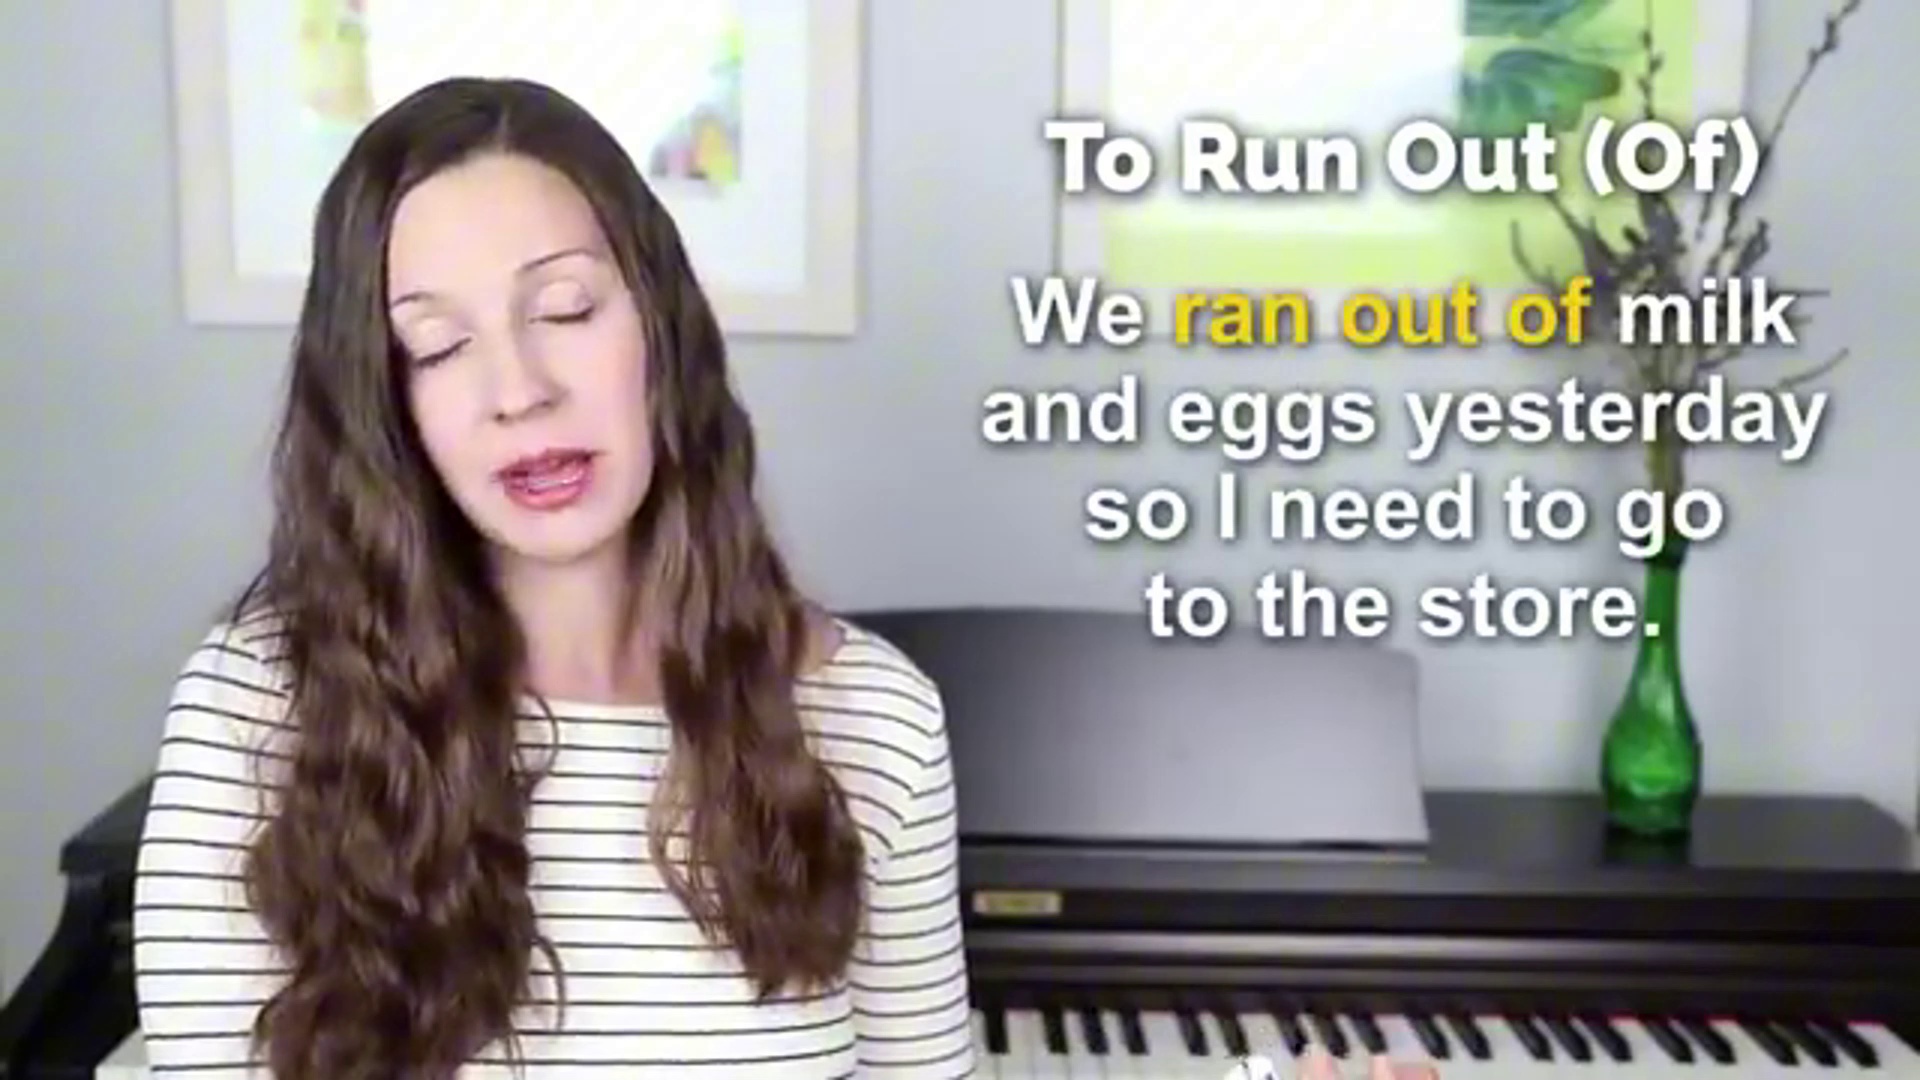 To Run Out (Of)
We ran out of milk
and eggs yesterday
so I need to go
to the store.